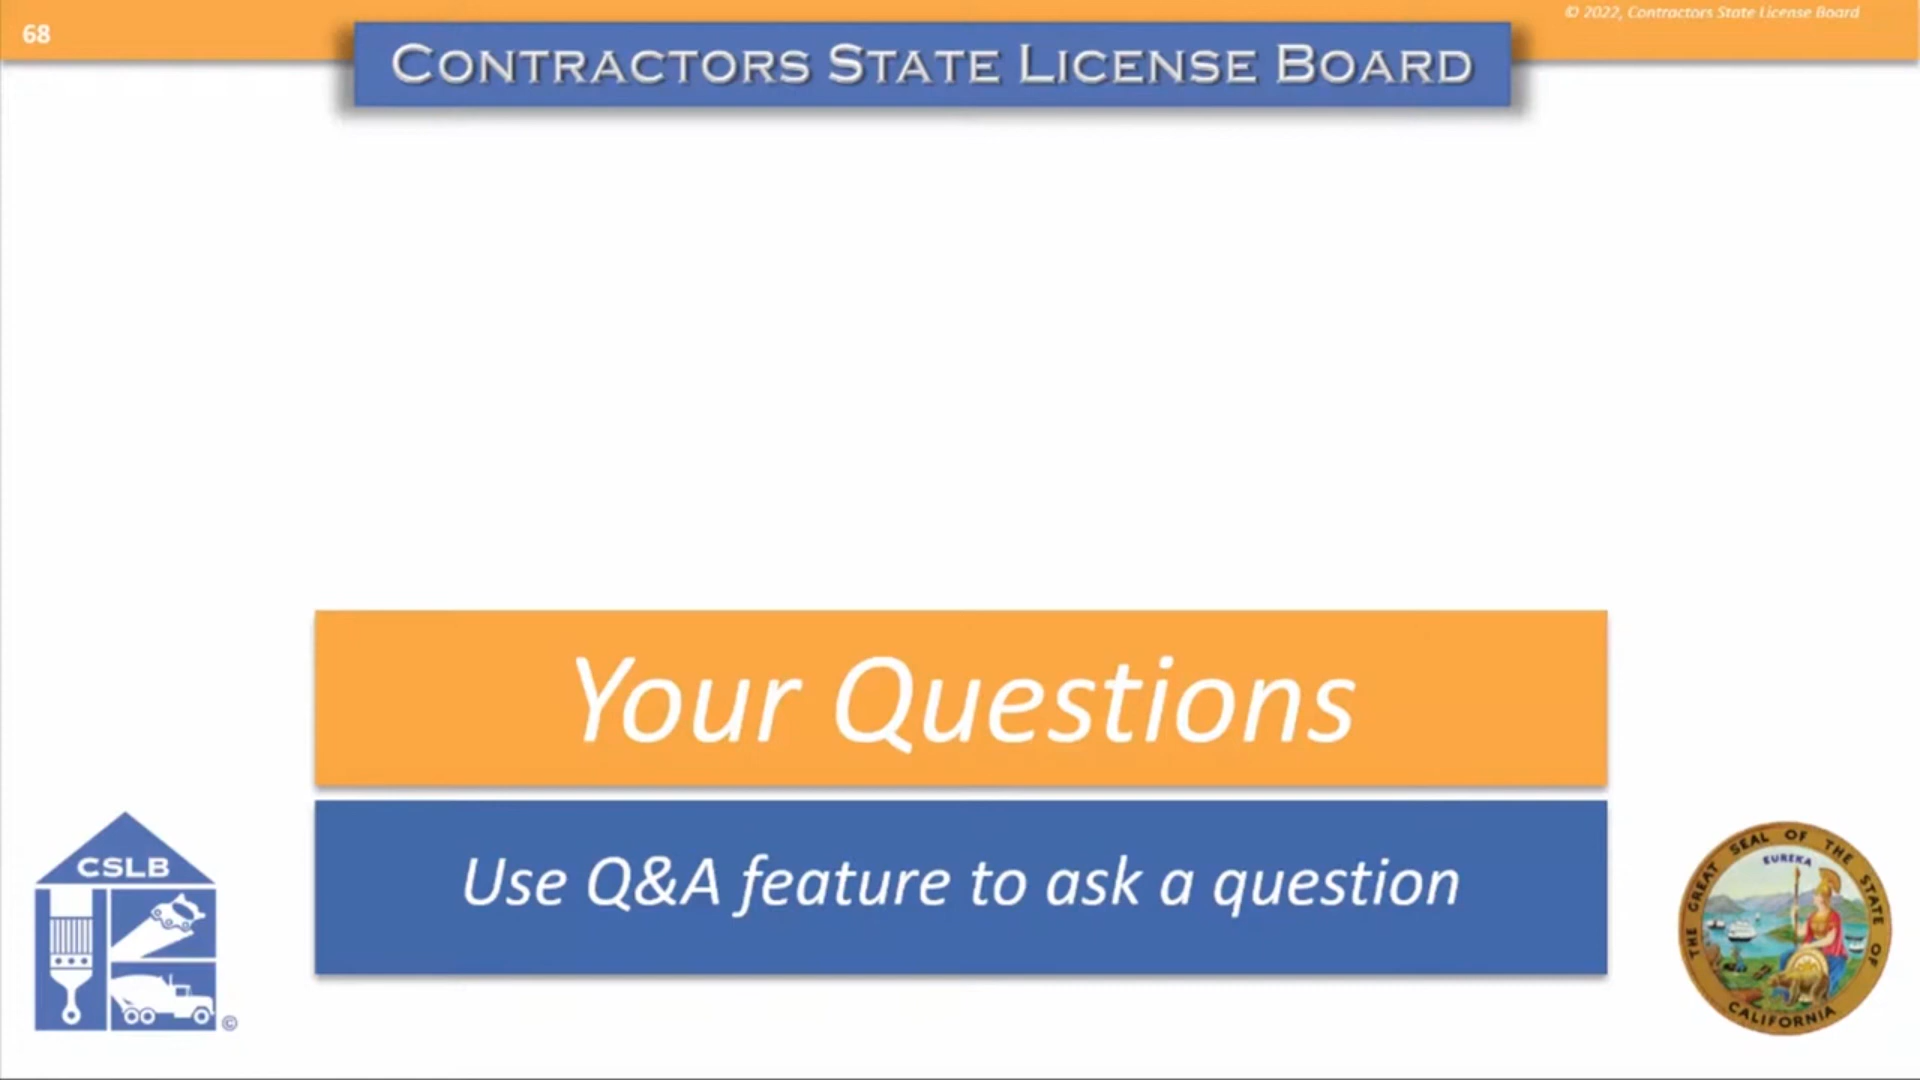 68
© 2022, Contractors State License Board
CONTRACTORS STATE LICENSE BOARD
Your Questions
Use Q&A feature to ask a question
CSLB
©
THE GREAT SEAL OF THE STATE OF CALIFORNIA
EUREKA